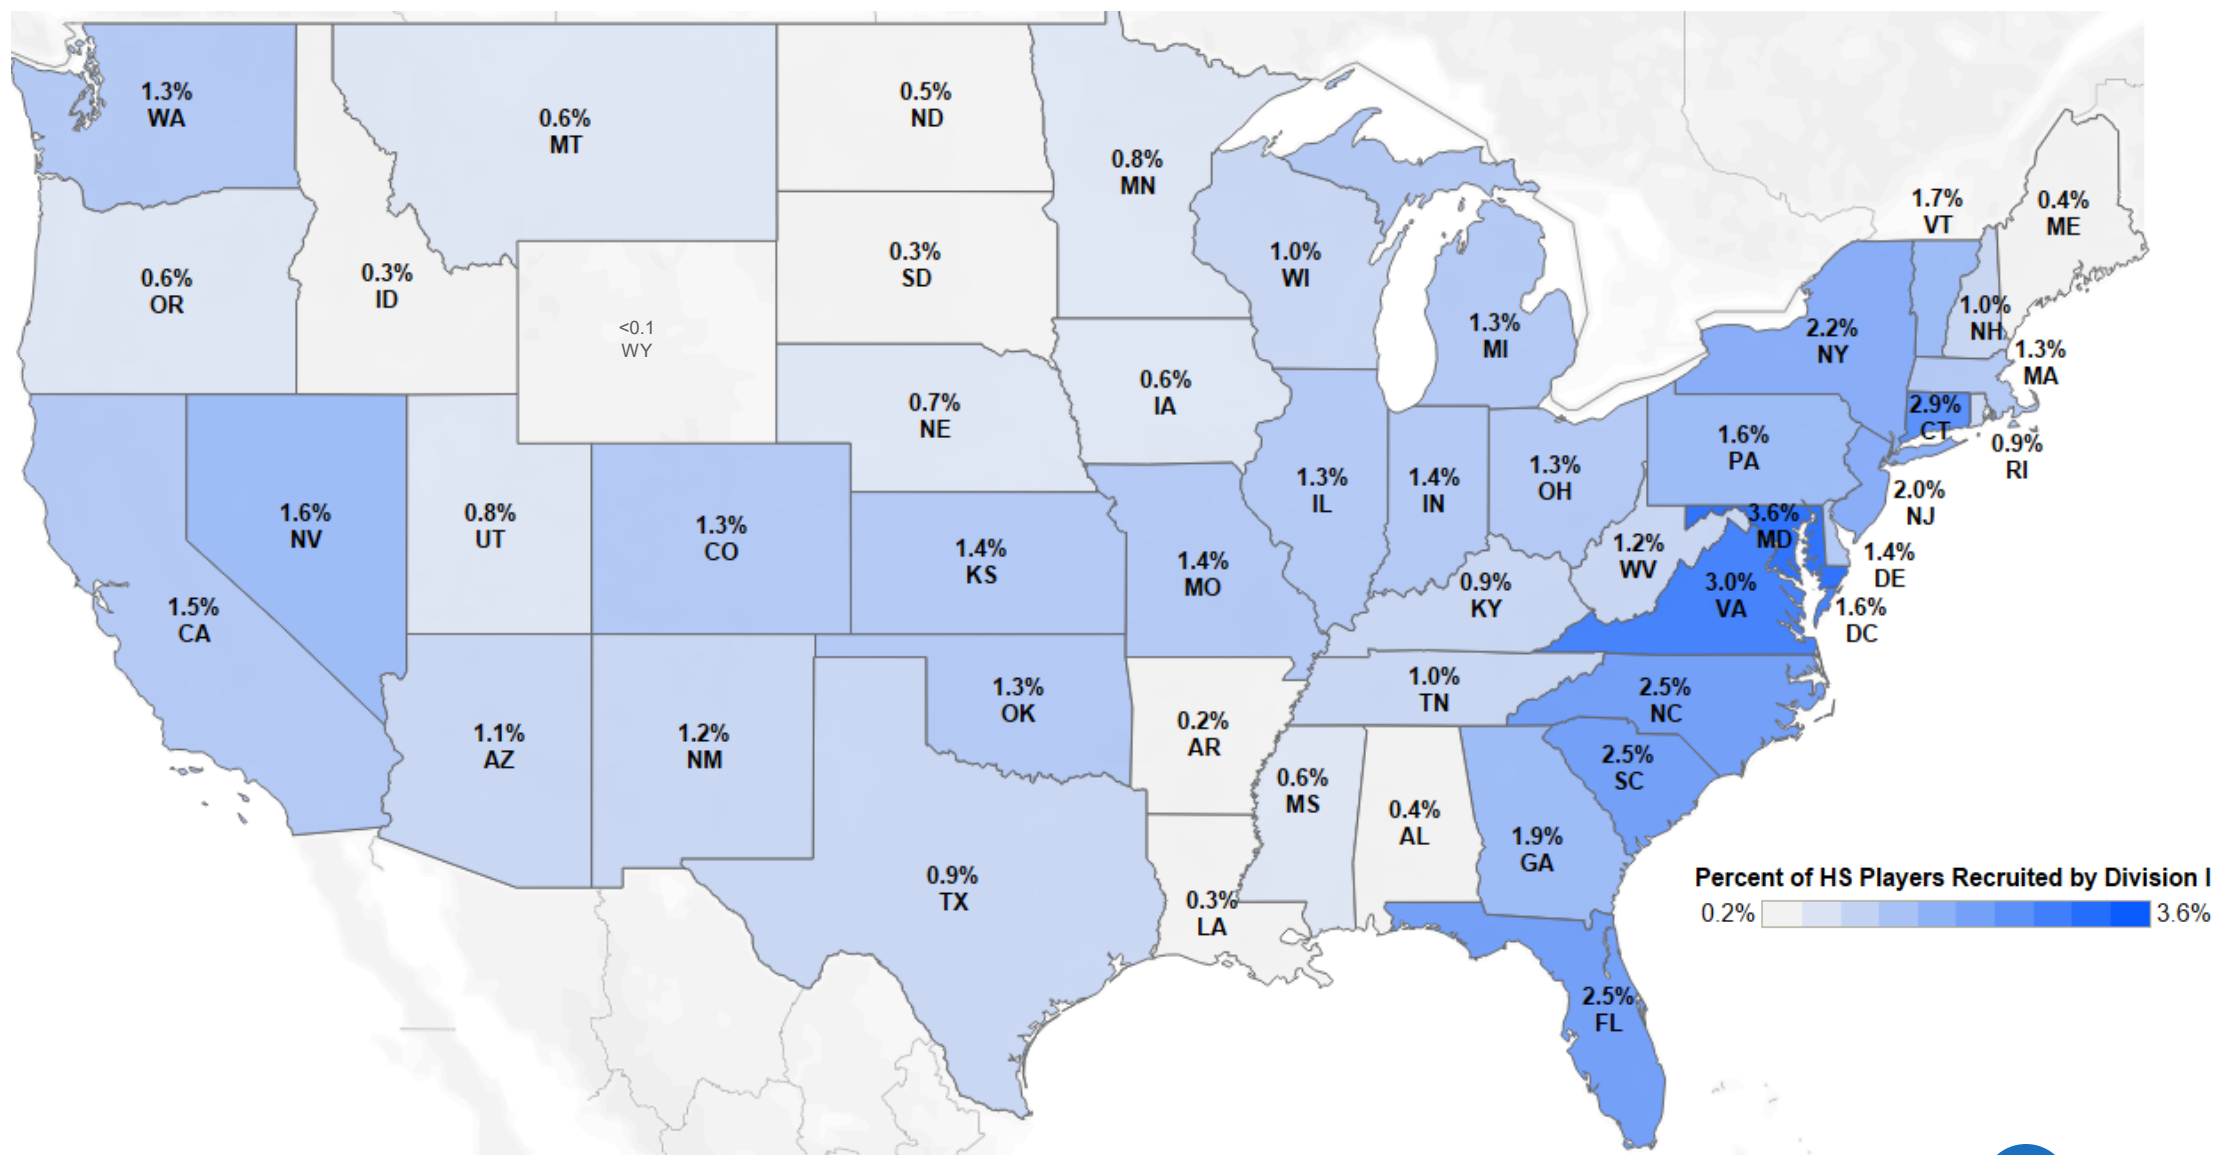 1.3%
WA
0.6%
MT
0.5%
ND
0.8%
MN
1.7%
VT
0.4%
ME
0.6%
OR
0.3%
ID
<0.1
WY
0.3%
SD
1.0%
WI
1.3%
MI
2.2%
NY
1.0%
NH
1.3%
MA
0.7%
NE
0.6%
IA
2.9%
CT
0.9%
RI
1.6%
NV
0.8%
UT
1.3%
CO
1.4%
KS
1.4%
MO
1.3%
IL
1.4%
IN
1.3%
OH
1.6%
PA
2.0%
NJ
1.5%
CA
0.9%
KY
1.2%
WV
3.6%
MD
3.0%
VA
1.4%
DE
1.6%
DC
1.1%
AZ
1.2%
NM
1.3%
OK
0.2%
AR
1.0%
TN
2.5%
NC
2.5%
SC
0.9%
TX
0.3%
LA
0.6%
MS
0.4%
AL
1.9%
GA
2.5%
FL
Percent of HS Players Recruited by Division I
0.2% 3.6%